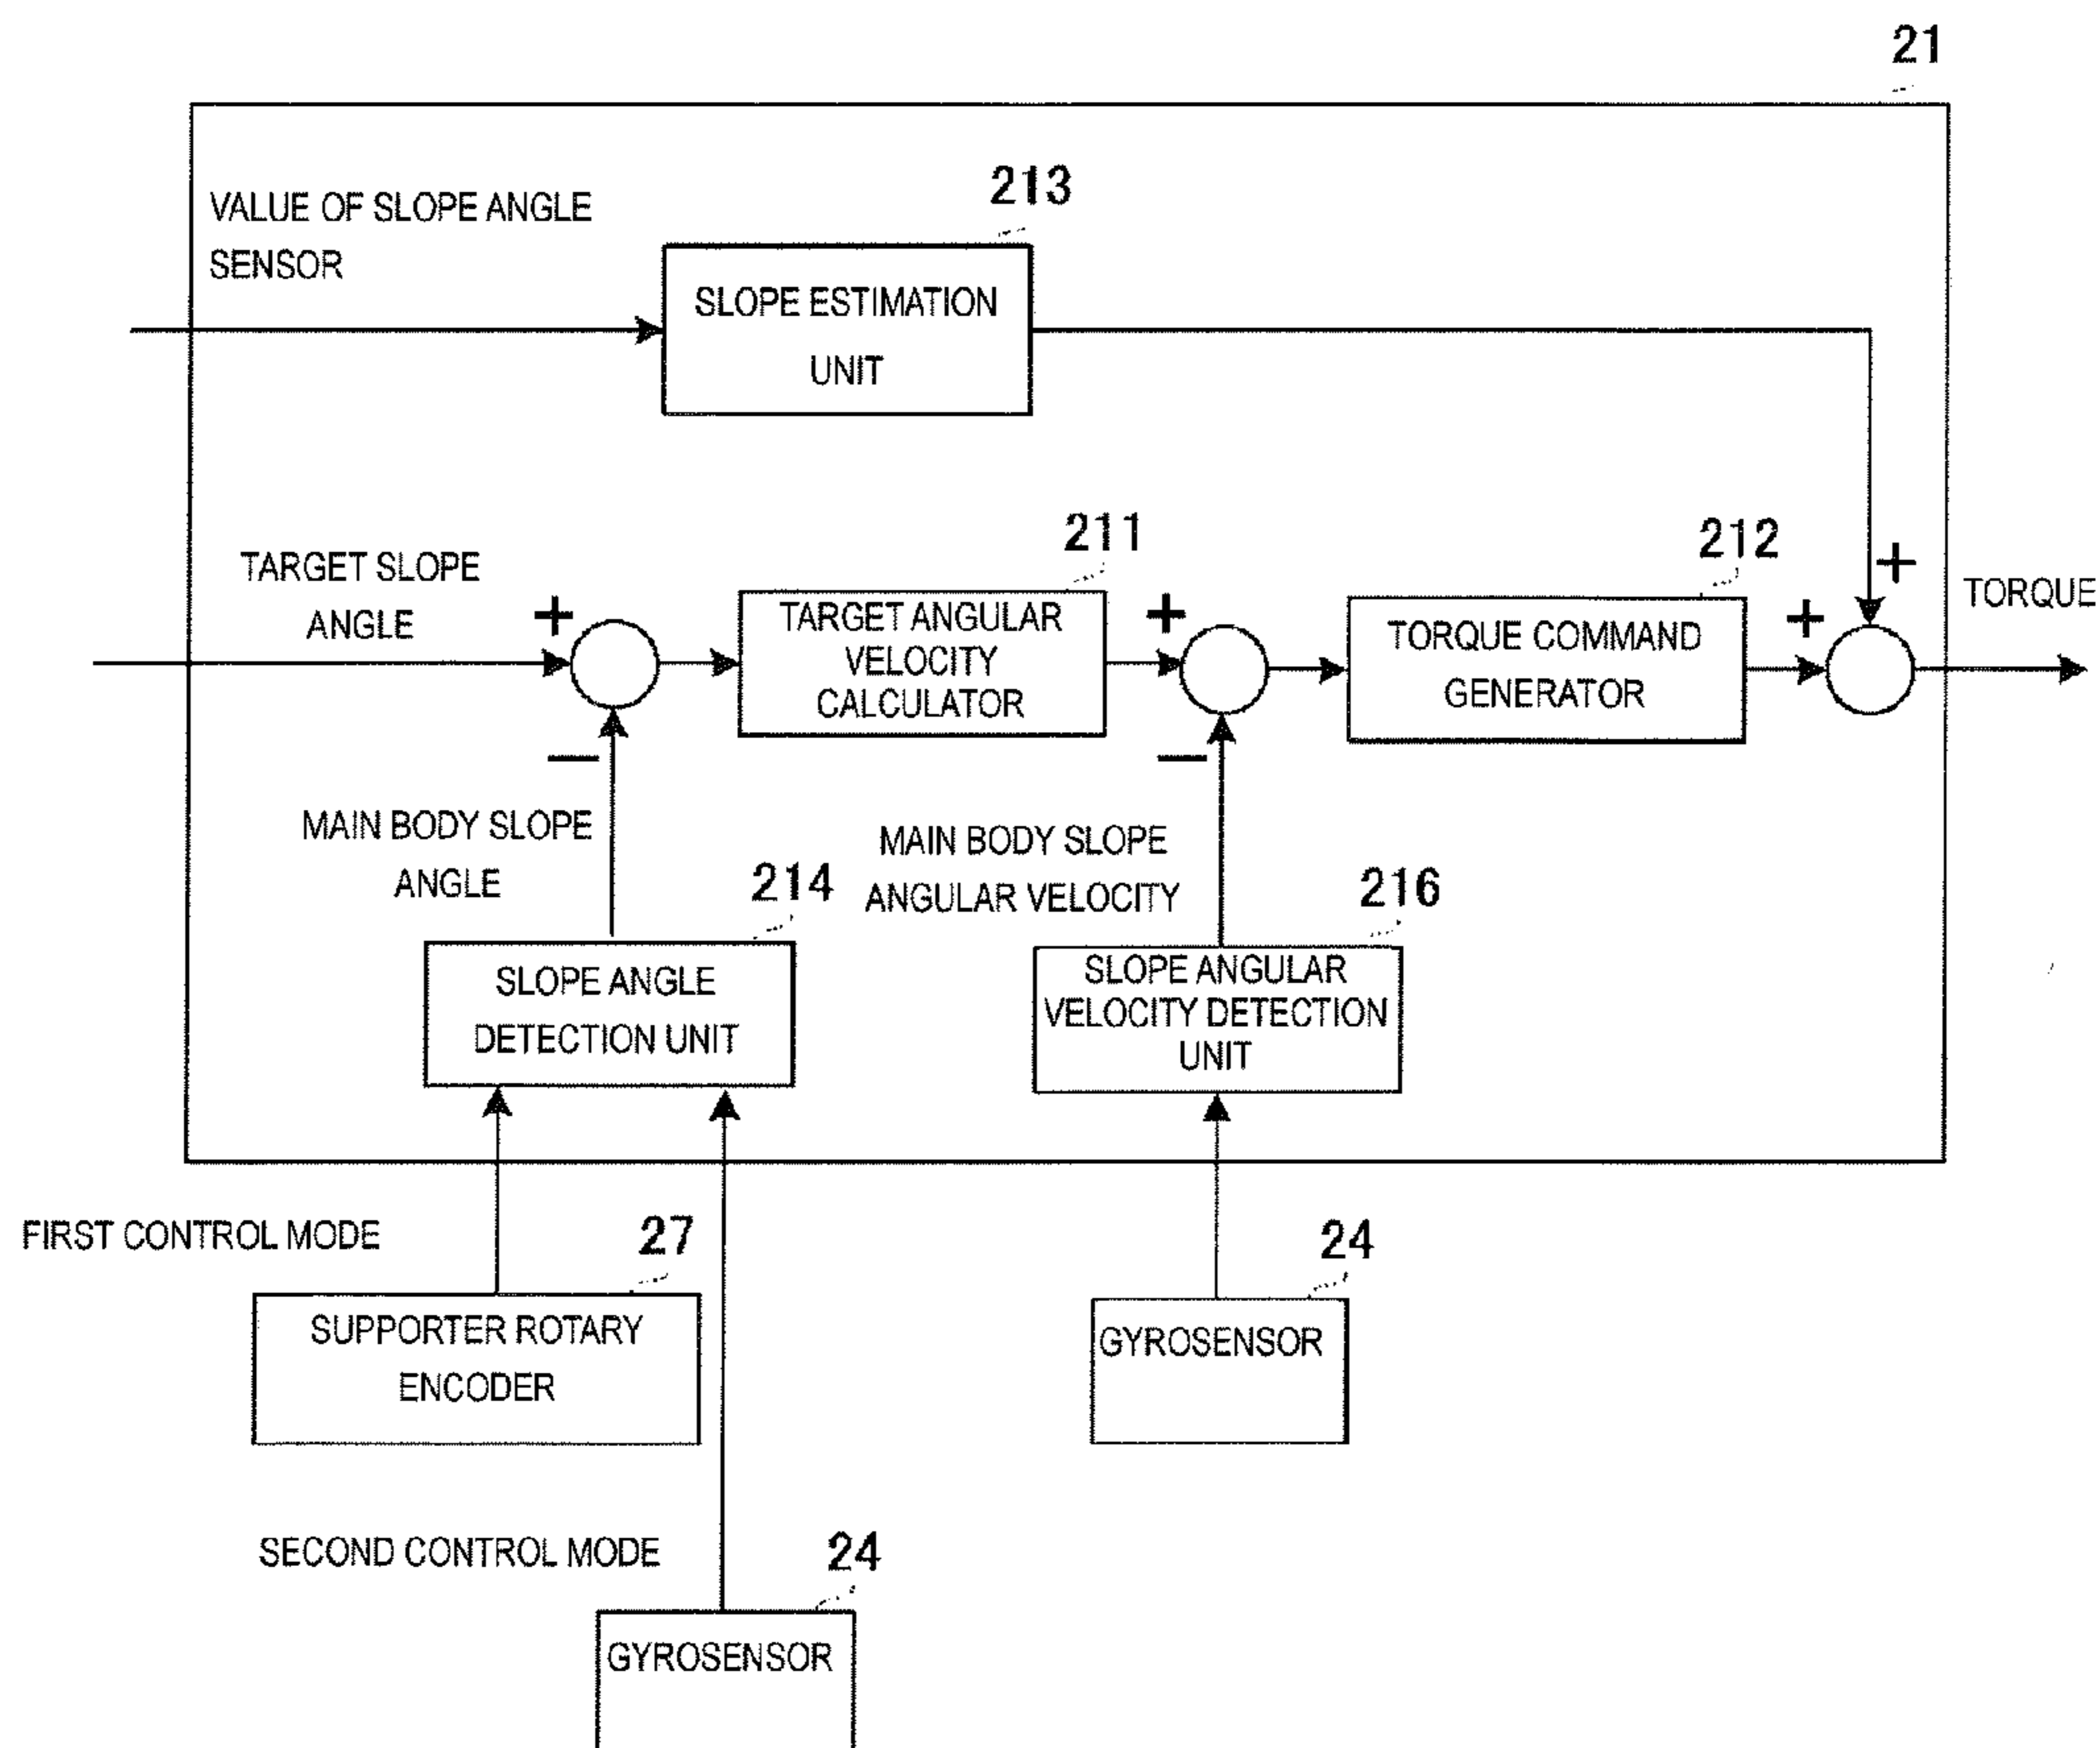 21
VALUE OF SLOPE ANGLE
SENSOR
213
SLOPE ESTIMATION
UNIT
TARGET SLOPE
ANGLE
+
211
TARGET ANGULAR
VELOCITY
CALCULATOR
+
212
TORQUE COMMAND
GENERATOR
+
+
TORQUE
−
MAIN BODY SLOPE
ANGLE
214
SLOPE ANGLE
DETECTION UNIT
−
MAIN BODY SLOPE
ANGULAR VELOCITY
216
SLOPE ANGULAR
VELOCITY DETECTION
UNIT
FIRST CONTROL MODE
27
SUPPORTER ROTARY
ENCODER
24
GYROSENSOR
SECOND CONTROL MODE
24
GYROSENSOR